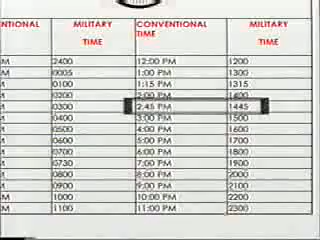 NTIONAL MILITARY TIME CONVENTIONAL TIME MILITARY TIME
M 2400 12:00 PM 1200
M 0005 1:00 PM 1300
M 0100 1:15 PM 1315
M 0200 2:00 PM 1400
M 0300 2:45 PM 1445
M 0400 3:00 PM 1500
M 0500 4:00 PM 1600
M 0600 5:00 PM 1700
M 0700 6:00 PM 1800
M 0730 7:00 PM 1900
M 0800 8:00 PM 2000
M 0900 9:00 PM 2100
M 1000 10:00 PM 2200
M 1100 11:00 PM 2300